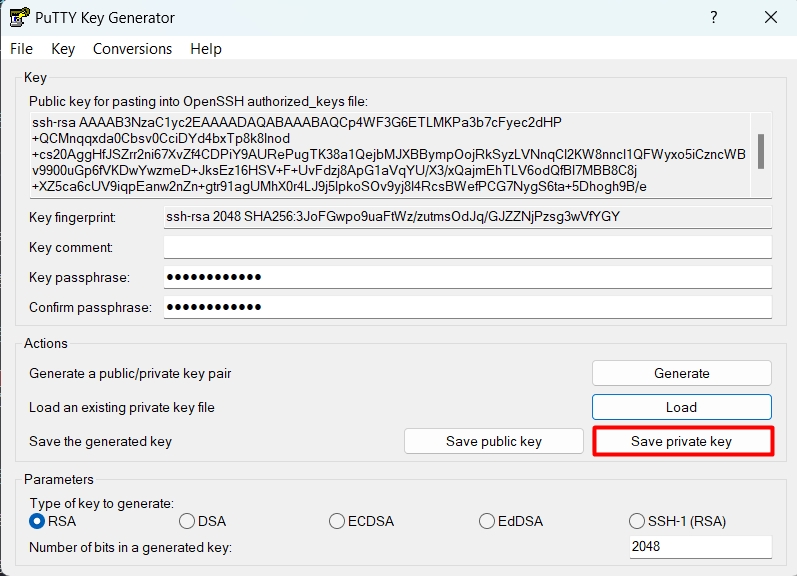 PuTTY Key Generator
File Key Conversions Help
Key
Public key for pasting into OpenSSH authorized_keys file:
ssh-rsa AAAAB3NzaC1yc2EAAAADAQABAAABAQCp4WF3G6ETLMKPa3b7cFyec2dHP
+QCMnqqxda0Cbsv0CciDYd4bxTp8k8lnod
+cs20AggHfJSZrr2ni67XvZf4CDPiY9AURePugTK38a1QejbMJXBBympOojRkSyzLVNnqCl2KW8nncl1QFWyxo5iCzncWB
v9900uGp6fVKDwYwzmeD+JksEz16HSV+F+UvFdzj8ApG1aVqYU/X3/xQajmEhTLV6odQfBl7MBB8C8j
+XZ5ca6cUV9iqpEanw2nZn+gtr91agUMhX0r4LJ9j5lpkoSOv9yj8l4RcsBWefPCG7NygS6ta+5Dhogh9B/e
Key fingerprint: ssh-rsa 2048 SHA256:3JoFGwpo9uaFtWz/zutmsOdJq/GJZZNjPzsg3wVfYGY
Key comment:
Key passphrase: ●●●●●●●●●●●●
Confirm passphrase: ●●●●●●●●●●●●
Actions
Generate a public/private key pair Generate
Load an existing private key file Load
Save the generated key Save public key Save private key
Parameters
Type of key to generate:
RSA DSA ECDSA EdDSA SSH-1 (RSA)
Number of bits in a generated key: 2048